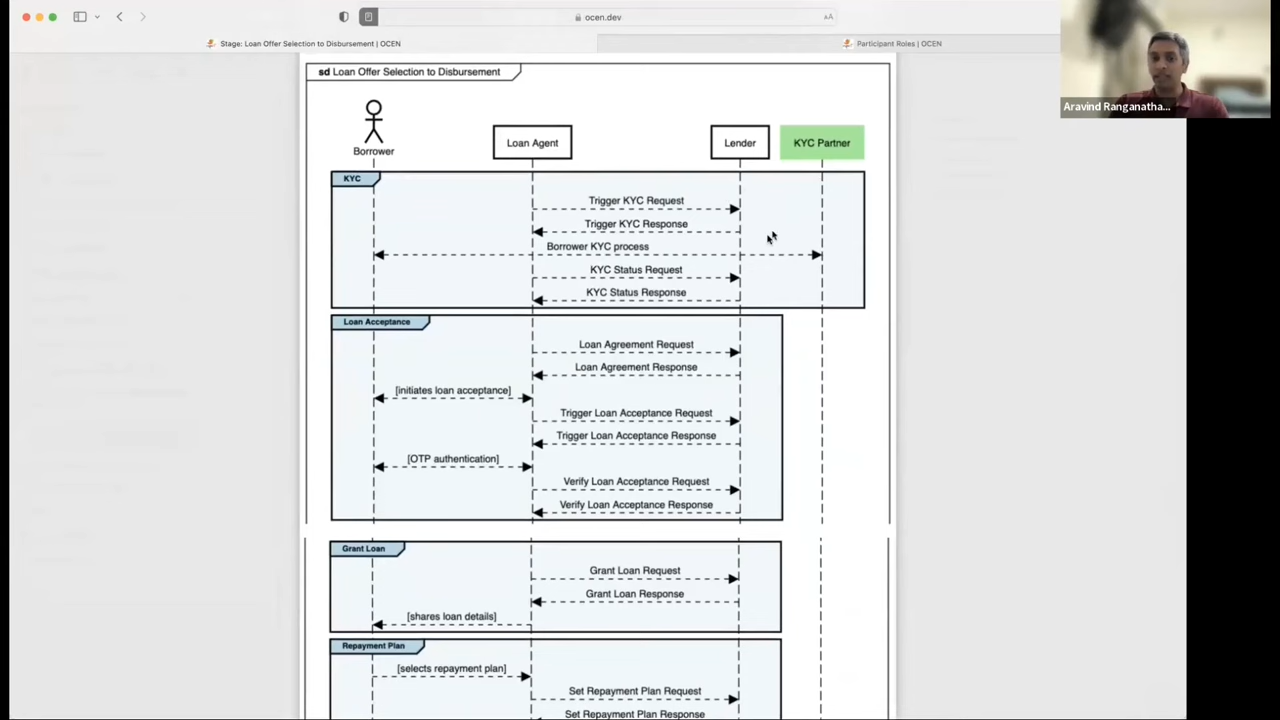 ocen.dev
AA
Stage: Loan Offer Selection to Disbursement | OCEN
Participant Roles | OCEN
Aravind Ranganatha...
sd Loan Offer Selection to Disbursement
Borrower
Loan Agent
Lender
KYC Partner
KYC
Trigger KYC Request
Trigger KYC Response
Borrower KYC process
KYC Status Request
KYC Status Response
Loan Acceptance
Loan Agreement Request
Loan Agreement Response
[initiates loan acceptance]
Trigger Loan Acceptance Request
Trigger Loan Acceptance Response
[OTP authentication]
Verify Loan Acceptance Request
Verify Loan Acceptance Response
Grant Loan
Grant Loan Request
Grant Loan Response
[shares loan details]
Repayment Plan
[selects repayment plan]
Set Repayment Plan Request
Set Repayment Plan Response